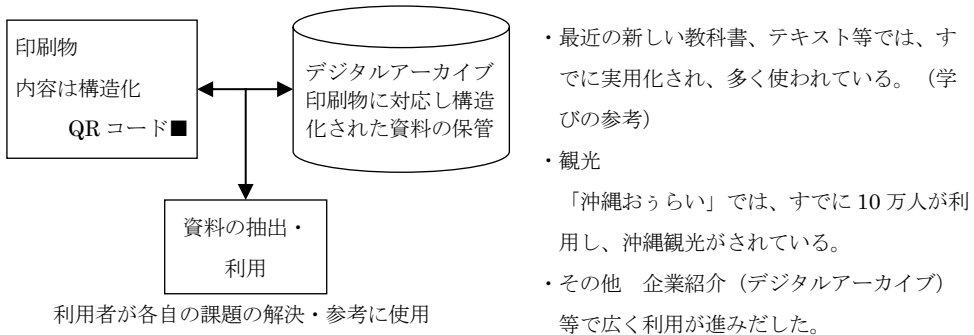 印刷物
内容は構造化
QR コード■
デジタルアーカイブ
印刷物に対応し構造
化された資料の保管
資料の抽出・
利用
利用者が各自の課題の解決・参考に使用
・最近の新しい教科書、テキスト等では、す
でに実用化され、多く使われている。（学
びの参考）
・観光
「沖縄おぅらい」では、すでに 10 万人が利
用し、沖縄観光がされている。
・その他　企業紹介（デジタルアーカイブ）
等で広く利用が進みだした。